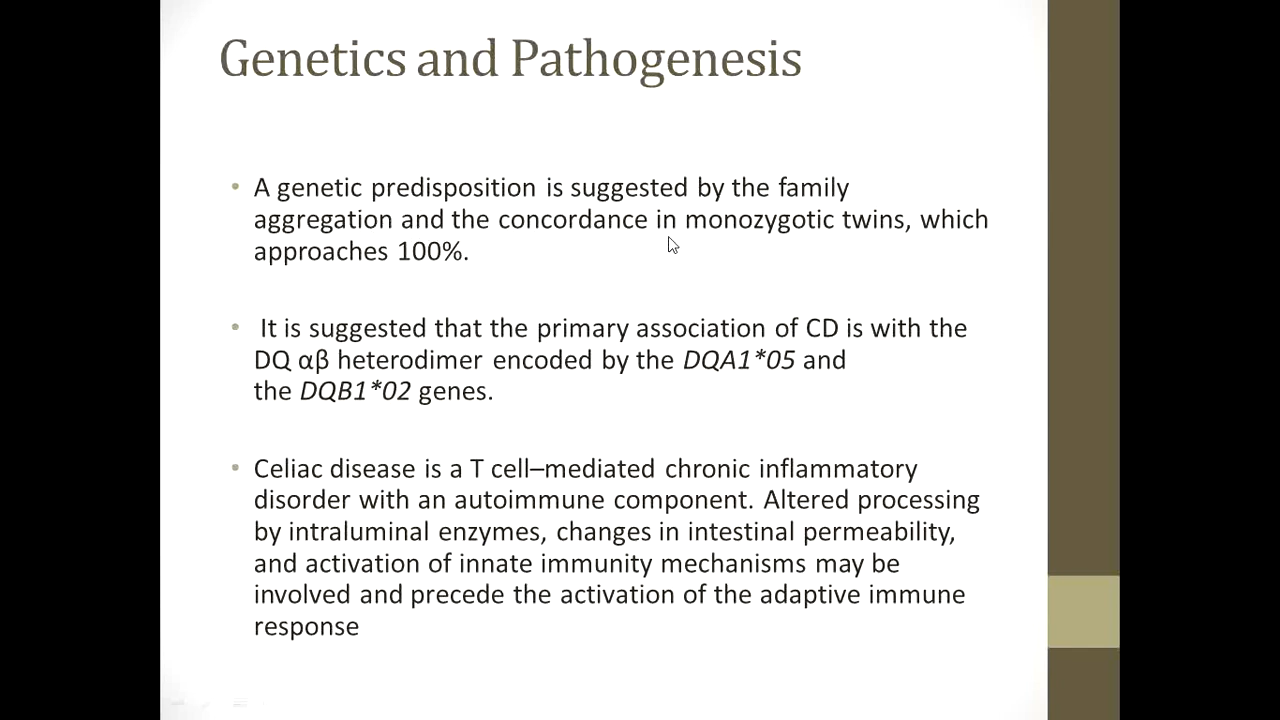 Genetics and Pathogenesis
• A genetic predisposition is suggested by the family
aggregation and the concordance in monozygotic twins, which
approaches 100%.
• It is suggested that the primary association of CD is with the
DQ αβ heterodimer encoded by the DQA1*05 and
the DQB1*02 genes.
• Celiac disease is a T cell–mediated chronic inflammatory
disorder with an autoimmune component. Altered processing
by intraluminal enzymes, changes in intestinal permeability,
and activation of innate immunity mechanisms may be
involved and precede the activation of the adaptive immune
response